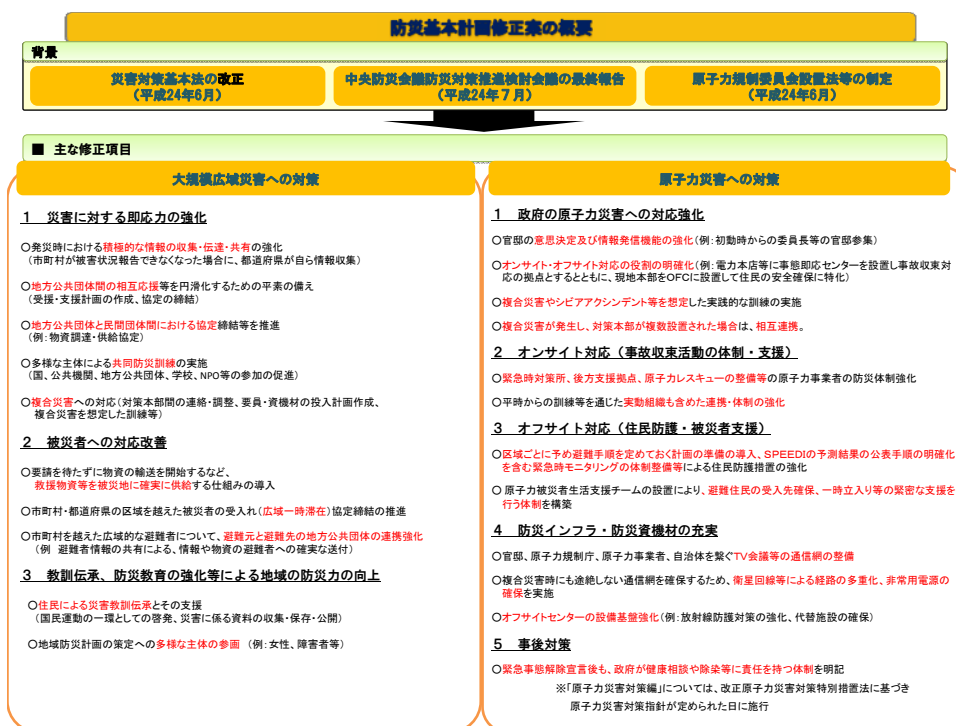 防災基本計画修正案の概要
背景
災害対策基本法の改正
（平成24年6月）
中央防災会議防災対策推進検討会議の最終報告
（平成24年７月）
原子力規制委員会設置法等の制定
（平成24年6月）
■ 主な修正項目
大規模広域災害への対策
１ 災害に対する即応力の強化
○発災時における積極的な情報の収集・伝達・共有の強化
（市町村が被害状況報告できなくなった場合に、都道府県が自ら情報収集）
○地方公共団体間の相互応援等を円滑化するための平素の備え
（受援・支援計画の作成、協定の締結）
○地方公共団体と民間団体間における協定締結等を推進
（例：物資調達・供給協定）
○多様な主体による共同防災訓練の実施
（国、公共機関、地方公共団体、学校、NPO等の参加の促進）
○複合災害への対応（対策本部間の連絡・調整、要員・資機材の投入計画作成、
複合災害を想定した訓練等）
２ 被災者への対応改善
○要請を待たずに物資の輸送を開始するなど、
救援物資等を被災地に確実に供給する仕組みの導入
○市町村・都道府県の区域を越えた被災者の受入れ（広域一時滞在）協定締結の推進
○市町村を越えた広域的な避難者について、避難元と避難先の地方公共団体の連携強化
（例 避難者情報の共有による、情報や物資の避難者への確実な送付）
３ 教訓伝承、防災教育の強化等による地域の防災力の向上
○住民による災害教訓伝承とその支援
（国民運動の一環としての啓発、災害に係る資料の収集・保存・公開）
○地域防災計画の策定への多様な主体の参画 （例：女性、障害者等）
原子力災害への対策
１ 政府の原子力災害への対応強化
○官邸の意思決定及び情報発信機能の強化（例：初動時からの委員長等の官邸参集）
○オンサイト・オフサイト対応の役割の明確化（例：電力本店等に事態即応センターを設置し事故収束対
応の拠点とするとともに、現地本部をOFCに設置して住民の安全確保に特化）
○複合災害やシビアアクシンデント等を想定した実践的な訓練の実施
○複合災害が発生し、対策本部が複数設置された場合は、相互連携。
２ オンサイト対応（事故収束活動の体制・支援）
○緊急時対策所、後方支援拠点、原子力レスキューの整備等の原子力事業者の防災体制強化
○平時からの訓練等を通じた実動組織も含めた連携・体制の強化
３ オフサイト対応（住民防護・被災者支援）
○区域ごとに予め避難手順を定めておく計画の準備の導入、SPEEDIの予測結果の公表手順の明確化
を含む緊急時モニタリングの体制整備等による住民防護措置の強化
○ 原子力被災者生活支援チームの設置により、避難住民の受入先確保、一時立入り等の緊密な支援を
行う体制を構築
４ 防災インフラ・防災資機材の充実
○官邸、原子力規制庁、原子力事業者、自治体を繋ぐTV会議等の通信網の整備
○複合災害時にも途絶しない通信網を確保するため、衛星回線等による経路の多重化、非常用電源の
確保を実施
○オフサイトセンターの設備基盤強化（例：放射線防護対策の強化、代替施設の確保）
５ 事後対策
○緊急事態解除宣言後も、政府が健康相談や除染等に責任を持つ体制を明記
※「原子力災害対策編」については、改正原子力災害対策特別措置法に基づき
原子力災害対策指針が定められた日に施行